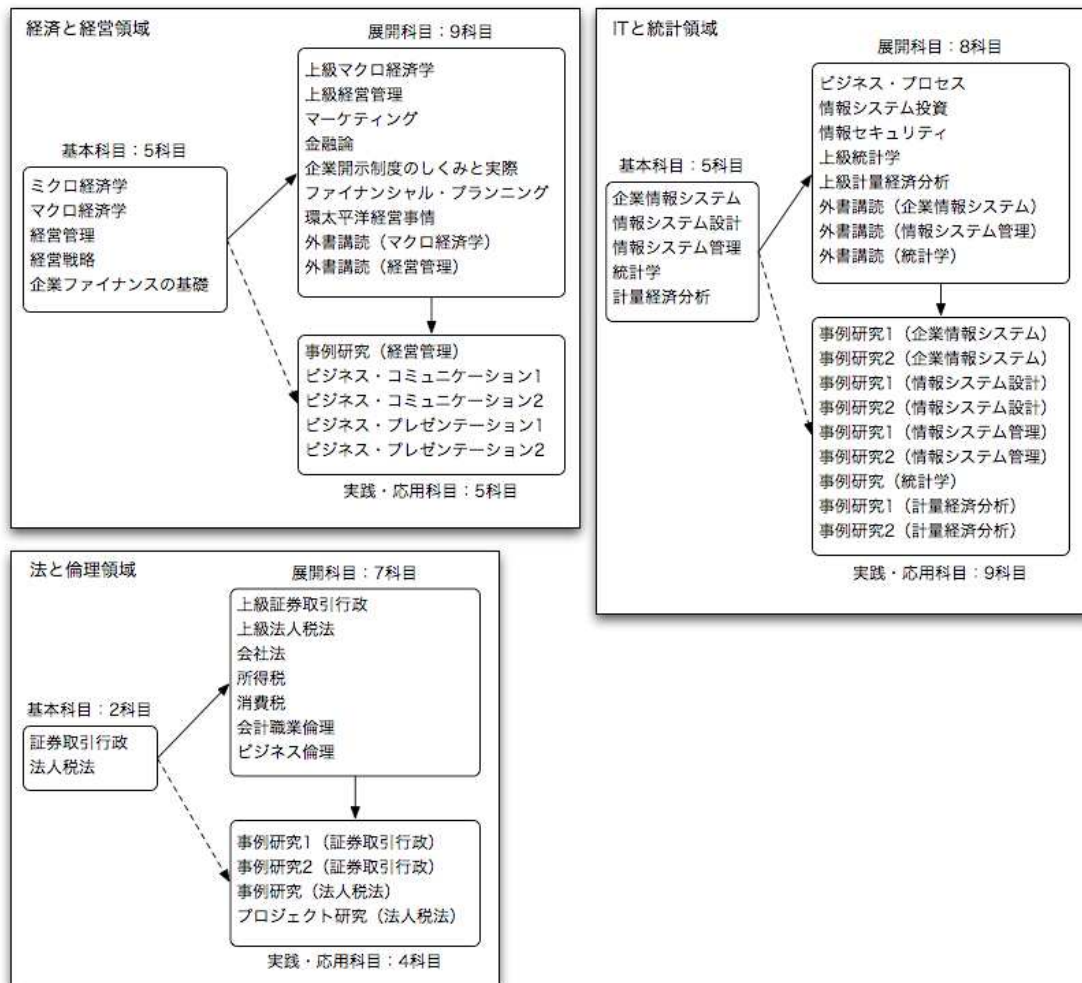 経済と経営領域
展開科目：9科目
上級マクロ経済学
上級経営管理
マーケティング
金融論
企業開示制度のしくみと実際
ファイナンシャル・プランニング
環太平洋経営事情
外書講読（マクロ経済学）
外書講読（経営管理）
基本科目：5科目
ミクロ経済学
マクロ経済学
経営管理
経営戦略
企業ファイナンスの基礎
事例研究（経営管理）
ビジネス・コミュニケーション1
ビジネス・コミュニケーション2
ビジネス・プレゼンテーション1
ビジネス・プレゼンテーション2
実践・応用科目：5科目
ITと統計領域
展開科目：8科目
ビジネス・プロセス
情報システム投資
情報セキュリティ
上級統計学
上級計量経済分析
外書講読（企業情報システム）
外書講読（情報システム管理）
外書講読（統計学）
基本科目：5科目
企業情報システム
情報システム設計
情報システム管理
統計学
計量経済分析
事例研究1（企業情報システム）
事例研究2（企業情報システム）
事例研究1（情報システム設計）
事例研究2（情報システム設計）
事例研究1（情報システム管理）
事例研究2（情報システム管理）
事例研究（統計学）
事例研究1（計量経済分析）
事例研究2（計量経済分析）
実践・応用科目：9科目
法と倫理領域
展開科目：7科目
上級証券取引行政
上級法人税法
会社法
所得税
消費税
会計職業倫理
ビジネス倫理
基本科目：2科目
証券取引行政
法人税法
事例研究1（証券取引行政）
事例研究2（証券取引行政）
事例研究（法人税法）
プロジェクト研究（法人税法）
実践・応用科目：4科目